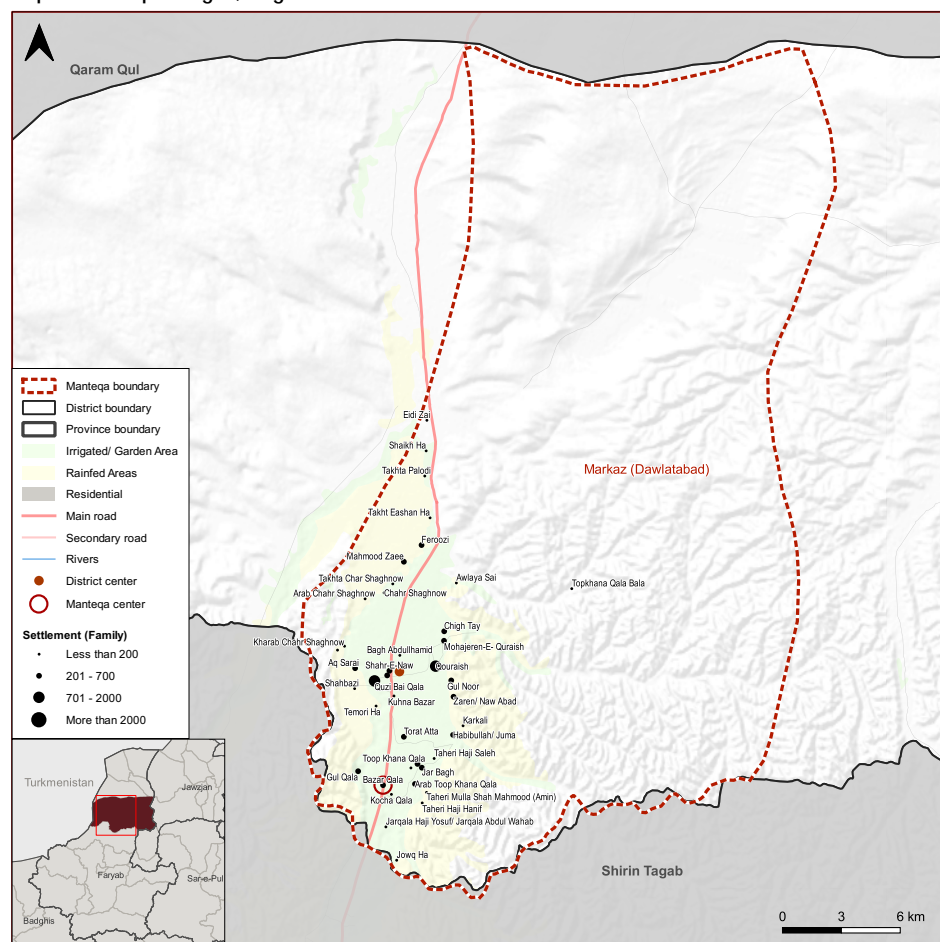 Qaram Qul
Eidi Zai
Shaikh Ha
Markaz (Dawlatabad)
Takhta Palodi
Takht Eashan Ha
Feroozi
Mahmood Zaee
Takhta Char Shaghnow
Awlaya Sai
Topkhana Qala Bala
Arab Chahr Shaghnow
Chahr Shaghnow
Chigh Tay
Kharab Chahr Shaghnow
Bagh Abdullhamid
Mohajeren-E- Quraish
Aq Sarai
Shahr-E-Naw
Qouraish
Shahbazi
Quzi Bai Qala
Gul Noor
Kuhna Bazar
Zaren/ Naw Abad
Temori Ha
Karkali
Torat Atta
Habibullah/ Juma
Taheri Haji Saleh
Toop Khana Qala
Jar Bagh
Gul Qala
Bazar Qala
Arab Toop Khana Qala
Kocha Qala
Taheri Mulla Shah Mahmood (Amin)
Taheri Haji Hanif
Jarqala Haji Yosuf/ Jarqala Abdul Wahab
Jowq Ha
Shirin Tagab
Manteqa boundary
District boundary
Province boundary
Irrigated/ Garden Area
Rainfed Areas
Residential
Main road
Secondary road
Rivers
District center
Manteqa center
Settlement (Family)
Less than 200
201 - 700
701 - 2000
More than 2000
Turkmenistan
Jawzjan
Faryab
Sar-e-Pul
Badghis
0 3 6 km